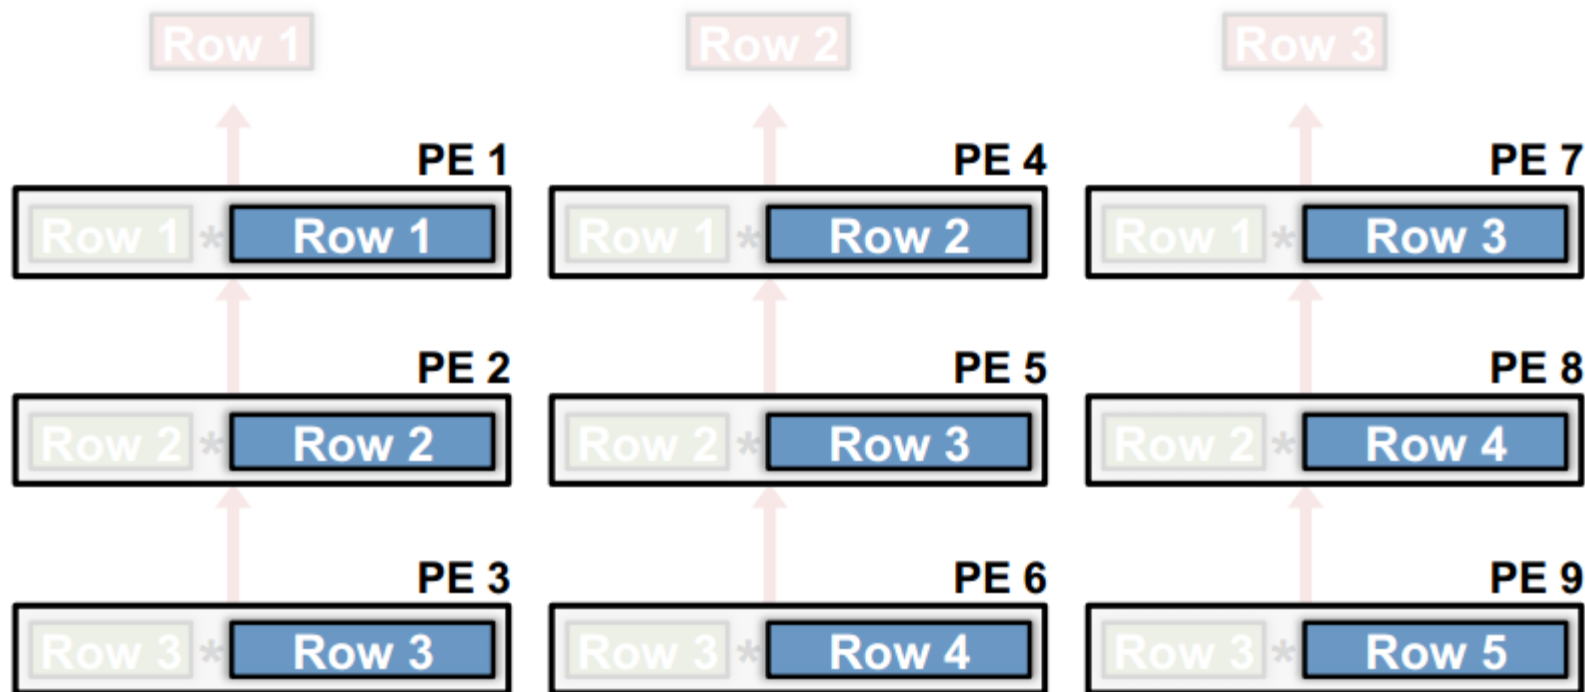 Row 1 Row 2 Row 3
PE 1 PE 4 PE 7
Row 1 * Row 1 Row 1 * Row 2 Row 1 * Row 3
PE 2 PE 5 PE 8
Row 2 * Row 2 Row 2 * Row 3 Row 2 * Row 4
PE 3 PE 6 PE 9
Row 3 * Row 3 Row 3 * Row 4 Row 3 * Row 5